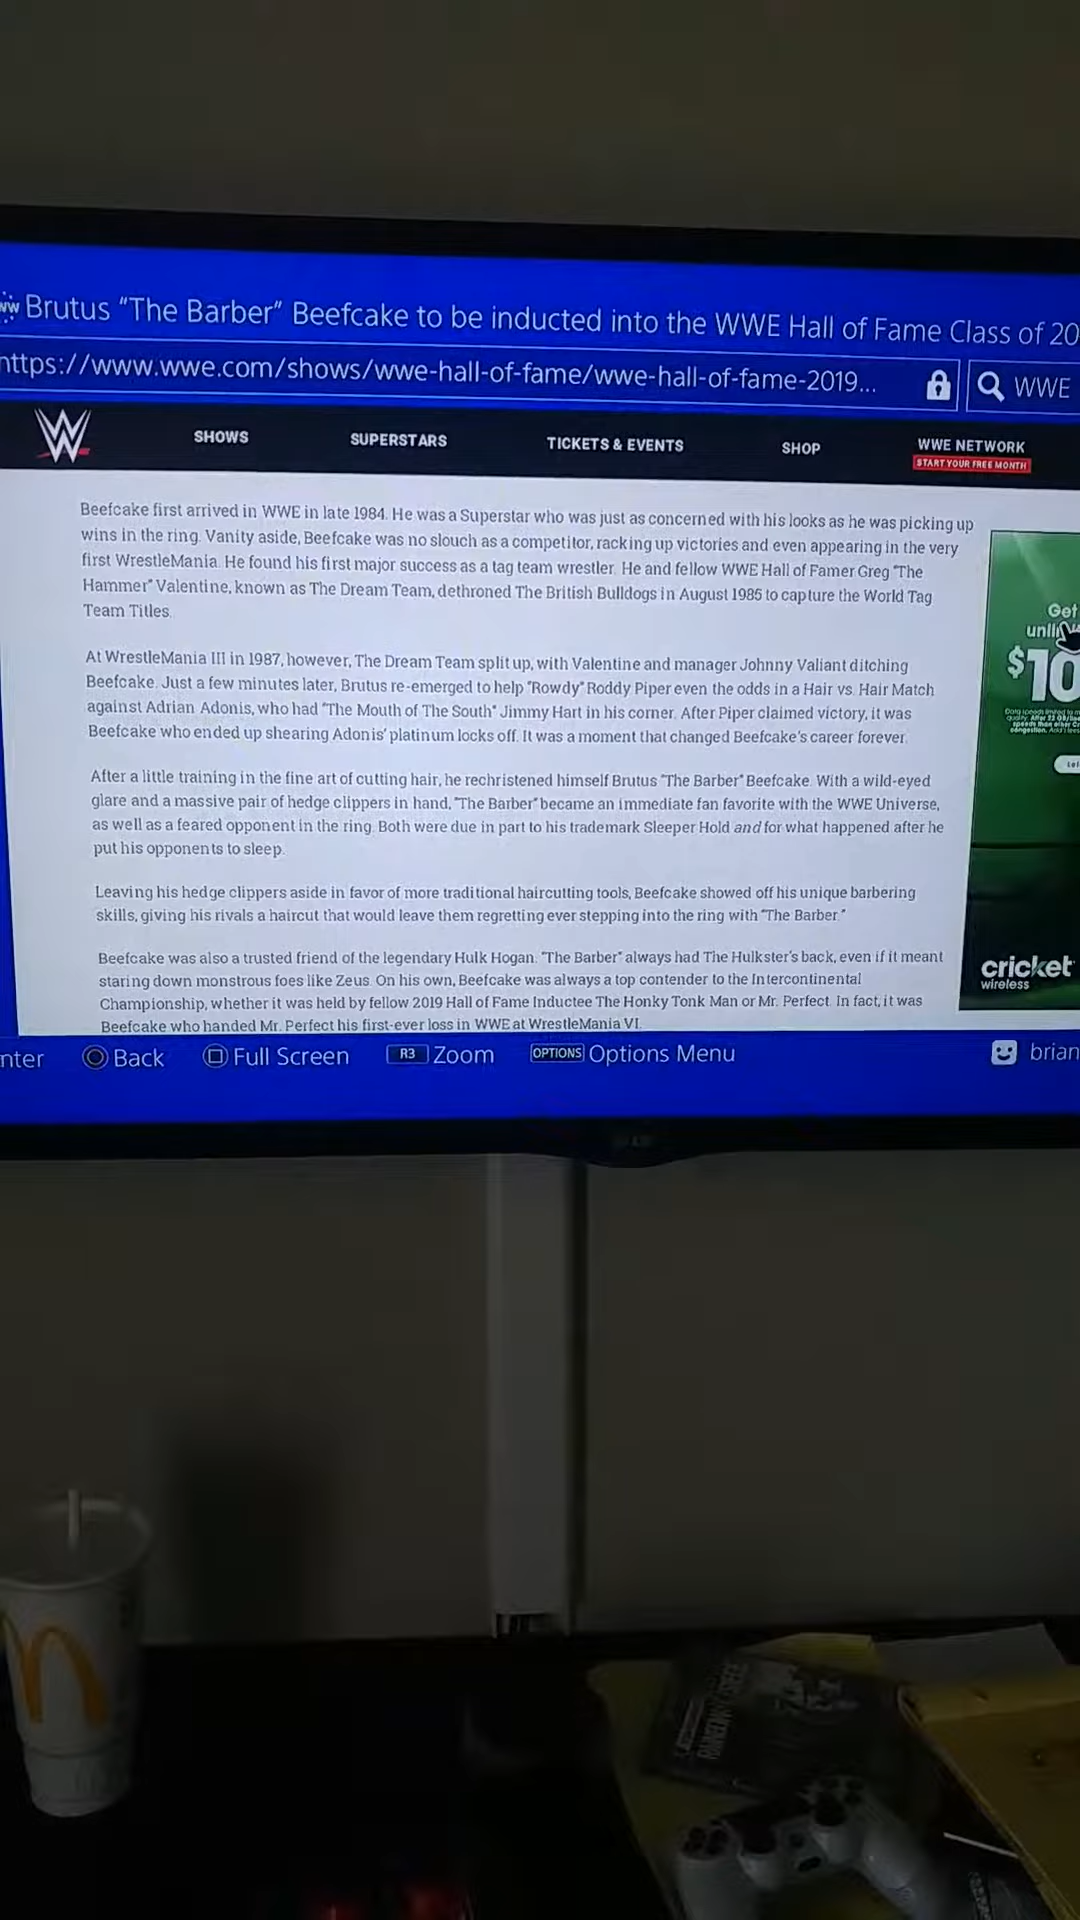 Brutus “The Barber” Beefcake to be inducted into the WWE Hall of Fame Class of 20
https://www.wwe.com/shows/wwe-hall-of-fame/wwe-hall-of-fame-2019...
WWE
SHOWS
SUPERSTARS
TICKETS & EVENTS
SHOP
WWE NETWORK
START YOUR FREE MONTH
Beefcake first arrived in WWE in late 1984. He was a Superstar who was just as concerned with his looks as he was picking up
wins in the ring. Vanity aside, Beefcake was no slouch as a competitor, racking up victories and even appearing in the very
first WrestleMania. He found his first major success as a tag team wrestler. He and fellow WWE Hall of Famer Greg “The
Hammer” Valentine, known as The Dream Team, dethroned The British Bulldogs in August 1985 to capture the World Tag
Team Titles.
At WrestleMania III in 1987, however, The Dream Team split up, with Valentine and manager Johnny Valiant ditching
Beefcake. Just a few minutes later, Brutus re-emerged to help “Rowdy” Roddy Piper even the odds in a Hair vs. Hair Match
against Adrian Adonis, who had “The Mouth of The South” Jimmy Hart in his corner. After Piper claimed victory, it was
Beefcake who ended up shearing Adonis’ platinum locks off. It was a moment that changed Beefcake’s career forever.
After a little training in the fine art of cutting hair, he rechristened himself Brutus “The Barber” Beefcake. With a wild-eyed
glare and a massive pair of hedge clippers in hand, “The Barber” became an immediate fan favorite with the WWE Universe,
as well as a feared opponent in the ring. Both were due in part to his trademark Sleeper Hold and for what happened after he
put his opponents to sleep.
Leaving his hedge clippers aside in favor of more traditional haircutting tools, Beefcake showed off his unique barbering
skills, giving his rivals a haircut that would leave them regretting ever stepping into the ring with “The Barber.”
Beefcake was also a trusted friend of the legendary Hulk Hogan. “The Barber” always had The Hulkster’s back, even if it meant
staring down monstrous foes like Zeus. On his own, Beefcake was always a top contender to the Intercontinental
Championship, whether it was held by fellow 2019 Hall of Fame Inductee The Honky Tonk Man or Mr. Perfect. In fact, it was
Beefcake who handed Mr. Perfect his first-ever loss in WWE at WrestleMania VI.
Get
$10
cricket
wireless
nter
Back
Full Screen
R3 Zoom
OPTIONS Options Menu
brian